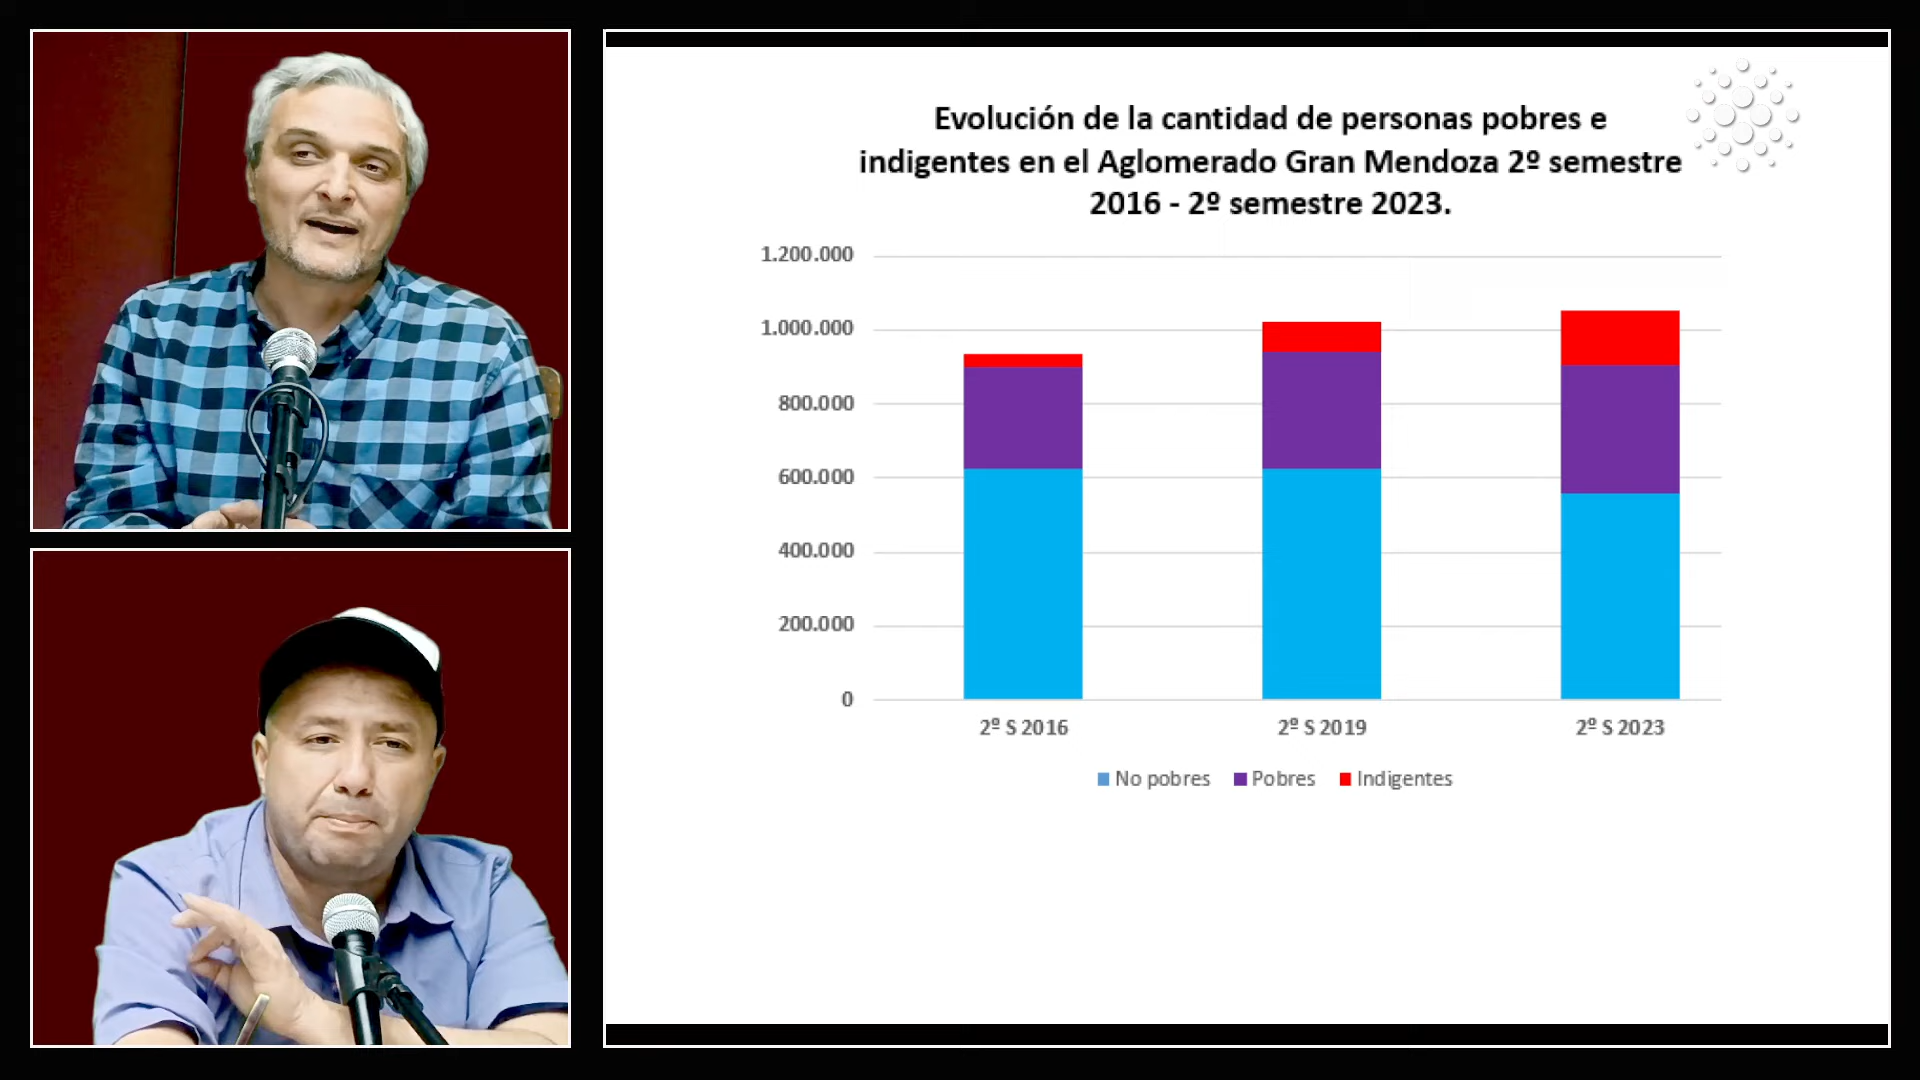 Evolución de la cantidad de personas pobres e
indigentes en el Aglomerado Gran Mendoza 2º semestre
2016 - 2º semestre 2023.
1.200.000
1.000.000
800.000
600.000
400.000
200.000
0
2º S 2016 2º S 2019 2º S 2023
No pobres Pobres Indigentes